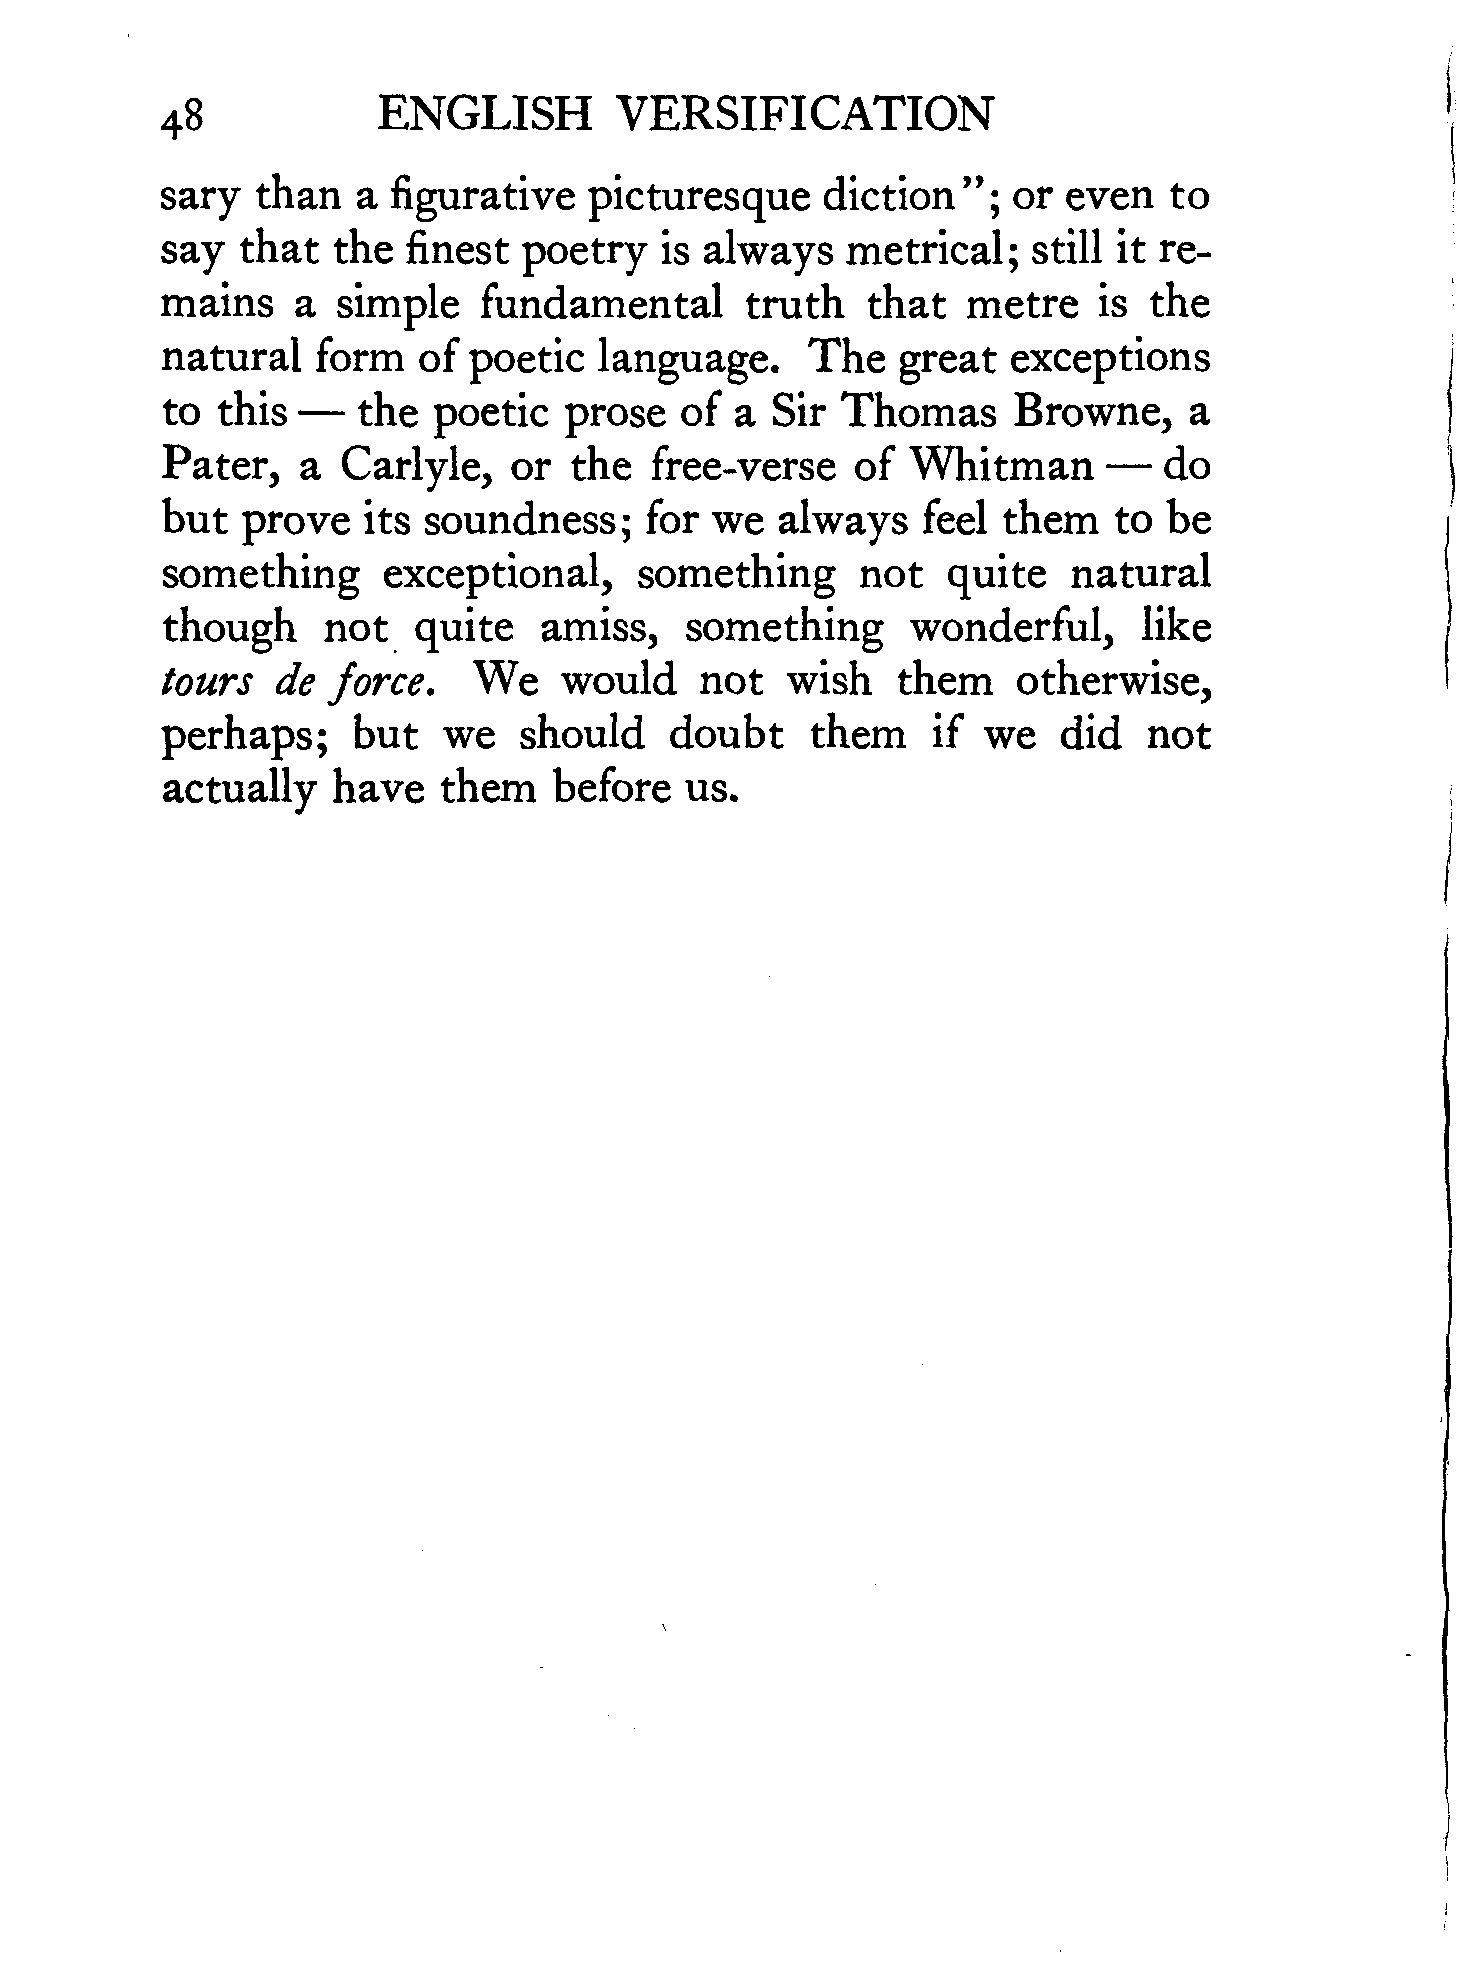 48 ENGLISH VERSIFICATION
sary than a figurative picturesque diction"; or even to
say that the finest poetry is always metrical; still it re-
mains a simple fundamental truth that metre is the
natural form of poetic language. The great exceptions
to this — the poetic prose of a Sir Thomas Browne, a
Pater, a Carlyle, or the free-verse of Whitman — do
but prove its soundness; for we always feel them to be
something exceptional, something not quite natural
though not quite amiss, something wonderful, like
tours de force. We would not wish them otherwise,
perhaps; but we should doubt them if we did not
actually have them before us.